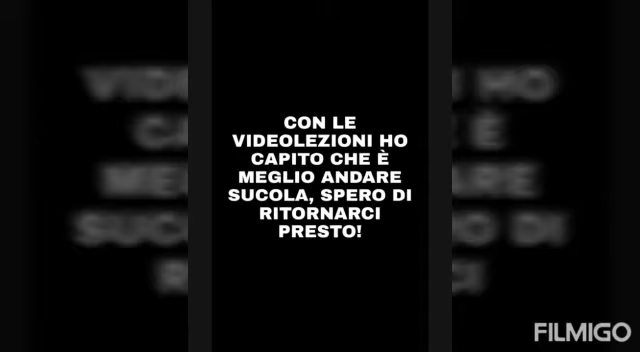 CON LE
VIDEOLEZIONI HO
CAPITO CHE È
MEGLIO ANDARE
SUCOLA, SPERO DI
RITORNARCI
PRESTO!
FILMIGO